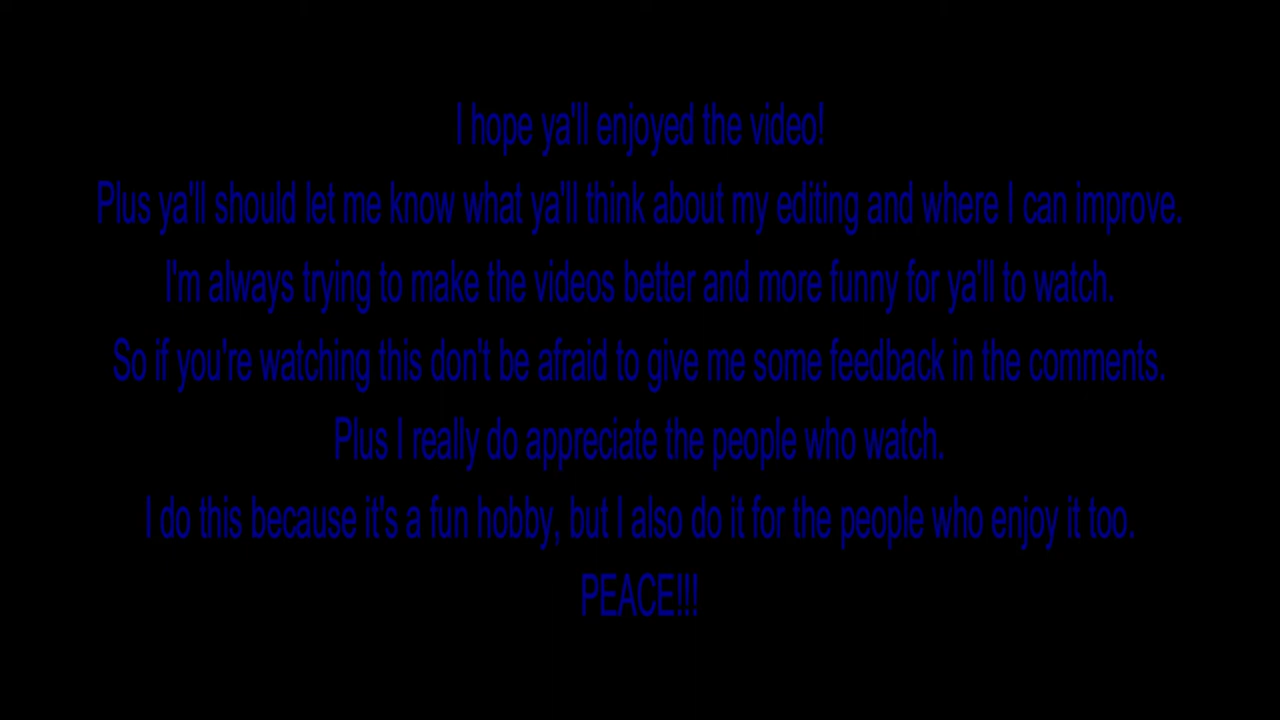 I hope ya'll enjoyed the video!
Plus ya'll should let me know what ya'll think about my editing and where I can improve.
I'm always trying to make the videos better and more funny for ya'll to watch.
So if you're watching this don't be afraid to give me some feedback in the comments.
Plus I really do appreciate the people who watch.
I do this because it's a fun hobby, but I also do it for the people who enjoy it too.
PEACE!!!